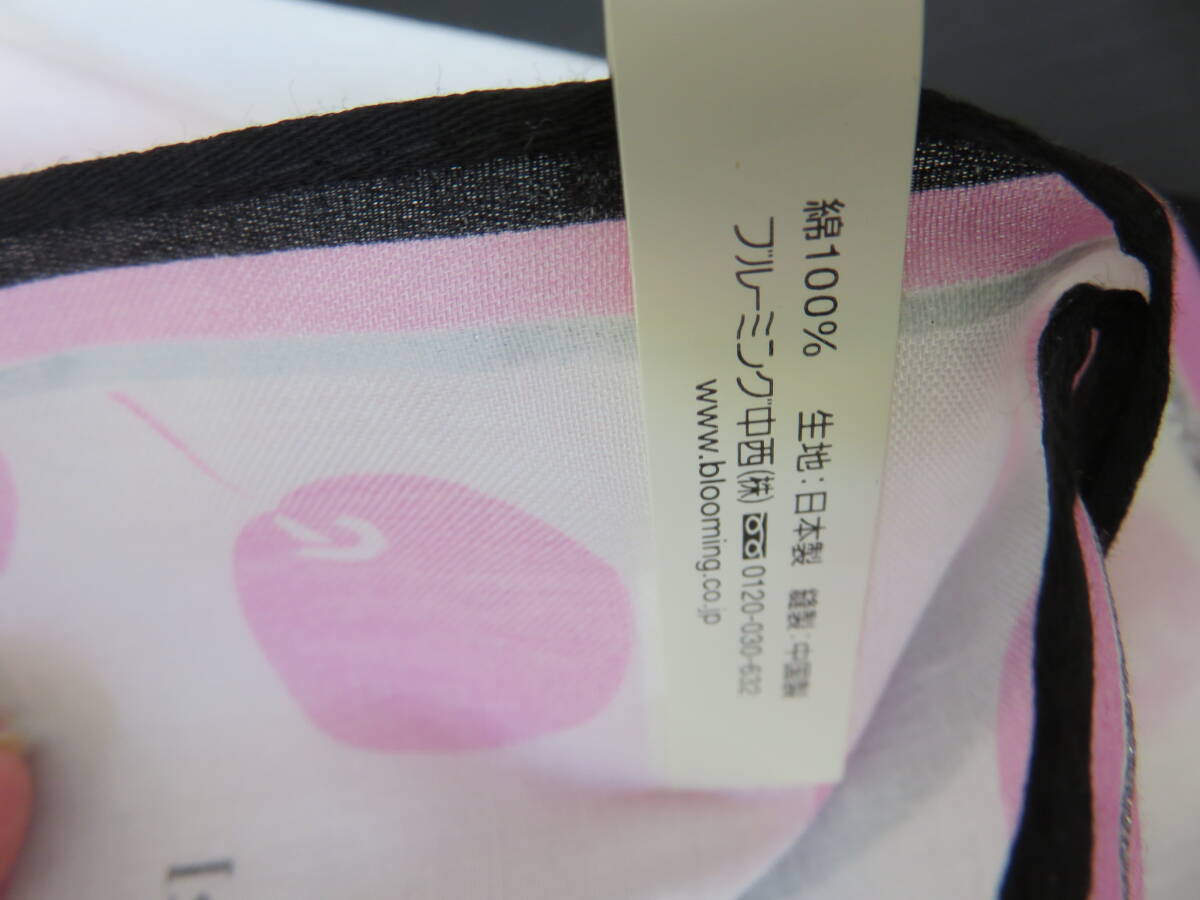 綿100% 生地:日本製 縫製:中国製
ブルーミング中西(株) 0120-030-632
www.blooming.co.jp